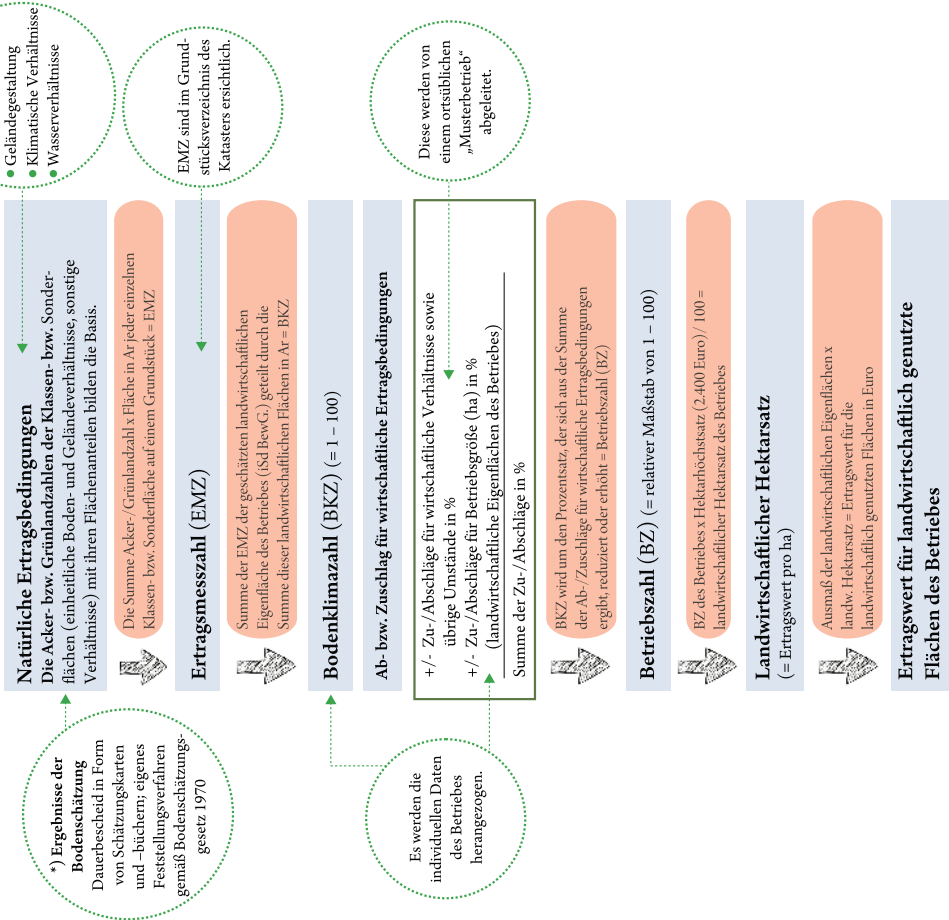 ● Geländegestaltung
● Klimatische Verhältnisse
● Wasserverhältnisse
Natürliche Ertragsbedingungen
Die Acker- bzw. Grünlandzahlen der Klassen- bzw. Sonder-
flächen (einheitliche Boden- und Geländeverhältnisse, sonstige
Verhältnisse) mit ihren Flächenanteilen bilden die Basis.
*) Ergebnisse der
Bodenschätzung
Dauerbescheid in Form
von Schätzungskarten
und –büchern; eigenes
Feststellungsverfahren
gemäß Bodenschätzungs-
gesetz 1970
Die Summe Acker-/Grünlandzahl x Fläche in Ar jeder einzelnen
Klassen- bzw. Sonderfläche auf einem Grundstück = EMZ
EMZ sind im Grund-
stücksverzeichnis des
Katasters ersichtlich.
Ertragsmesszahl (EMZ)
Summe der EMZ der geschätzten landwirtschaftlichen
Eigenfläche des Betriebes (iSd BewG.) geteilt durch die
Summe dieser landwirtschaftlichen Flächen in Ar = BKZ
Bodenklimazahl (BKZ) (= 1 – 100)
Ab- bzw. Zuschlag für wirtschaftliche Ertragsbedingungen
Diese werden von
einem ortsüblichen
„Musterbetrieb“
abgeleitet.
+/- Zu-/Abschläge für wirtschaftliche Verhältnisse sowie
übrige Umstände in %
+/- Zu-/Abschläge für Betriebsgröße (ha) in %
(landwirtschaftliche Eigenflächen des Betriebes)
Summe der Zu-/Abschläge in %
Es werden die
individuellen Daten
des Betriebes
herangezogen.
BKZ wird um den Prozentsatz, der sich aus der Summe
der Ab-/Zuschläge für wirtschaftliche Ertragsbedingungen
ergibt, reduziert oder erhöht = Betriebszahl (BZ)
Betriebszahl (BZ) (= relativer Maßstab von 1 – 100)
BZ des Betriebes x Hektarhöchstsatz (2.400 Euro)/ 100 =
landwirtschaftlicher Hektarsatz des Betriebes
Landwirtschaftlicher Hektarsatz
(= Ertragswert pro ha)
Ausmaß der landwirtschaftlichen Eigenflächen x
landw. Hektarsatz = Ertragswert für die
landwirtschaftlich genutzten Flächen in Euro
Ertragswert für landwirtschaftlich genutzte
Flächen des Betriebes